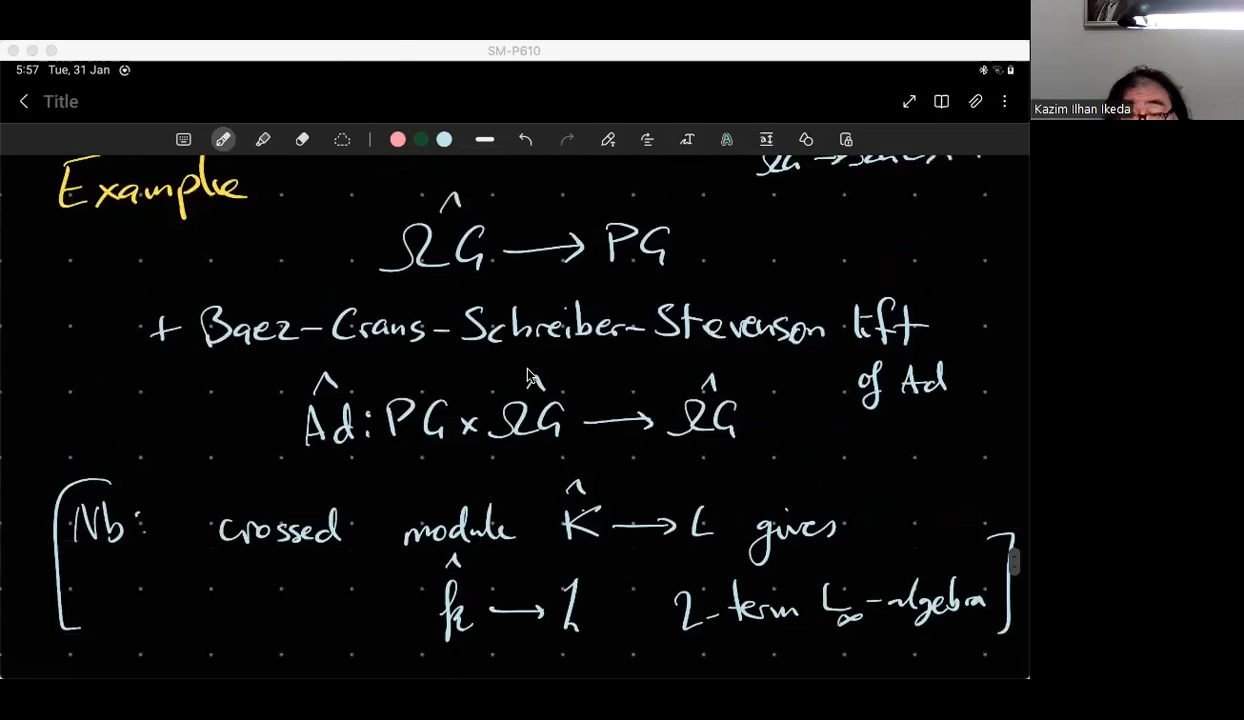 SM-P610
5:57 Tue, 31 Jan
Title
Kazim Ilhan Ikeda
Example
Ω̂G → PG
+ Baez-Crans-Schreiber-Stevenson lift
of Ad
Âd: PG × Ω̂G → Ω̂G
Nb: crossed module K̂ → L gives
k̂ → l 2-term L∞-algebra